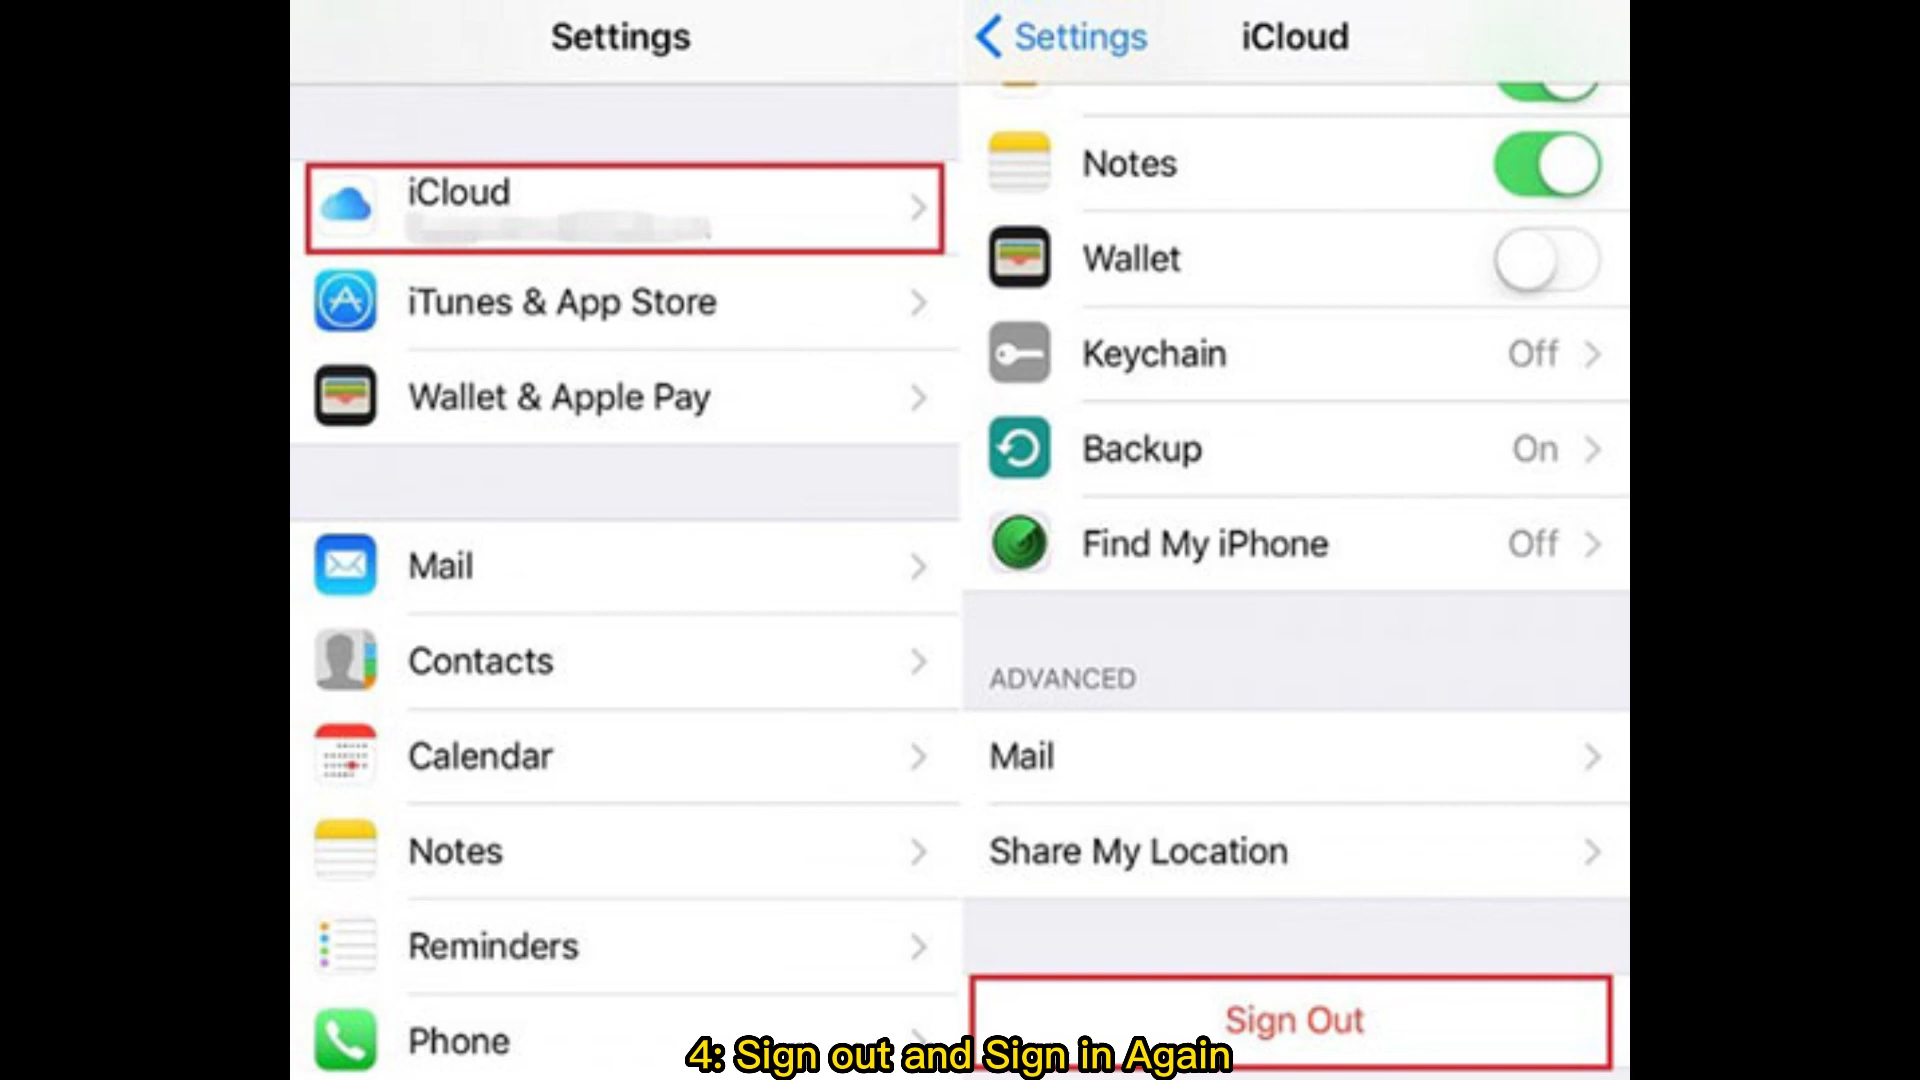 Settings
iCloud
iTunes & App Store
Wallet & Apple Pay
Mail
Contacts
Calendar
Notes
Reminders
Phone
Settings
iCloud
Notes
Wallet
Keychain Off
Backup On
Find My iPhone Off
ADVANCED
Mail
Share My Location
Sign Out
4: Sign out and Sign in Again